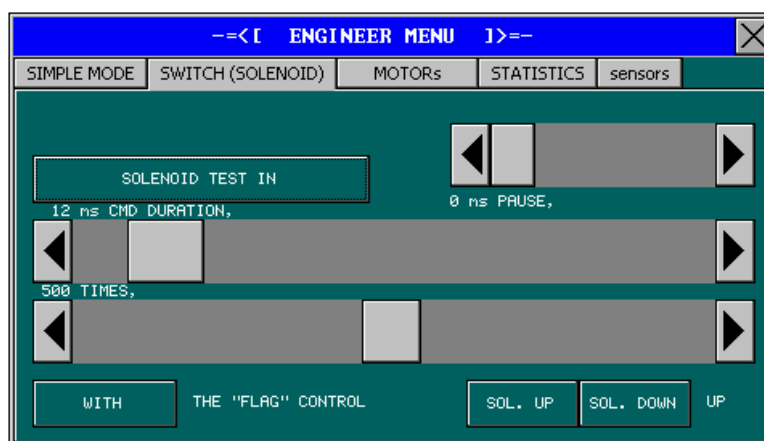 -=<[ ENGINEER MENU ]>=-
SIMPLE MODE SWITCH (SOLENOID) MOTORs STATISTICS sensors
SOLENOID TEST IN
0 ms PAUSE,
12 ms CMD DURATION,
500 TIMES,
WITH THE "FLAG" CONTROL SOL. UP SOL. DOWN UP